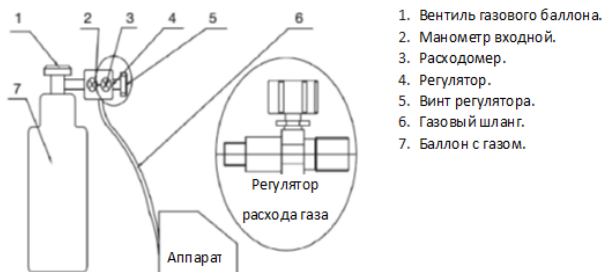 1 2 3 4 5 6
7
Регулятор
расхода газа
Аппарат
1. Вентиль газового баллона.
2. Манометр входной.
3. Расходомер.
4. Регулятор.
5. Винт регулятора.
6. Газовый шланг.
7. Баллон с газом.